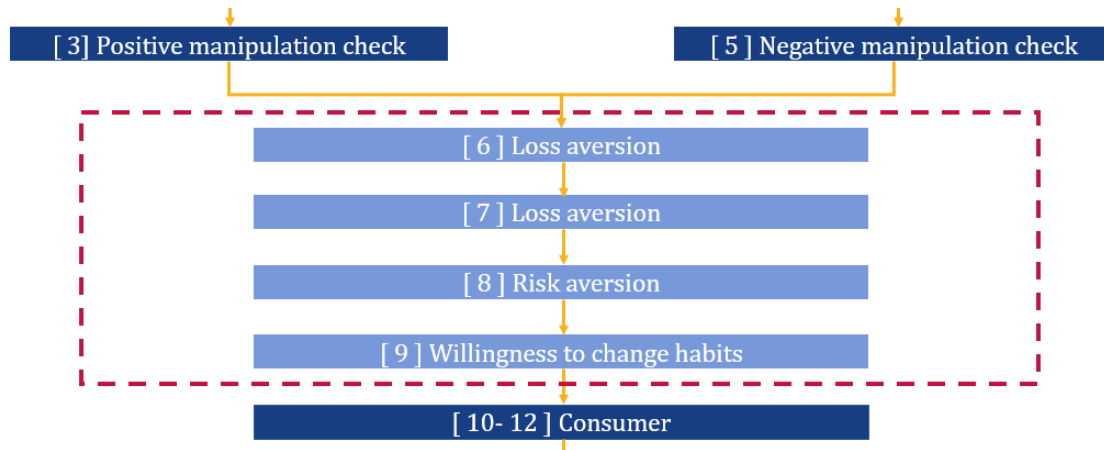 [ 3] Positive manipulation check
[ 5 ] Negative manipulation check
[ 6 ] Loss aversion
[ 7 ] Loss aversion
[ 8 ] Risk aversion
[ 9 ] Willingness to change habits
[ 10- 12 ] Consumer